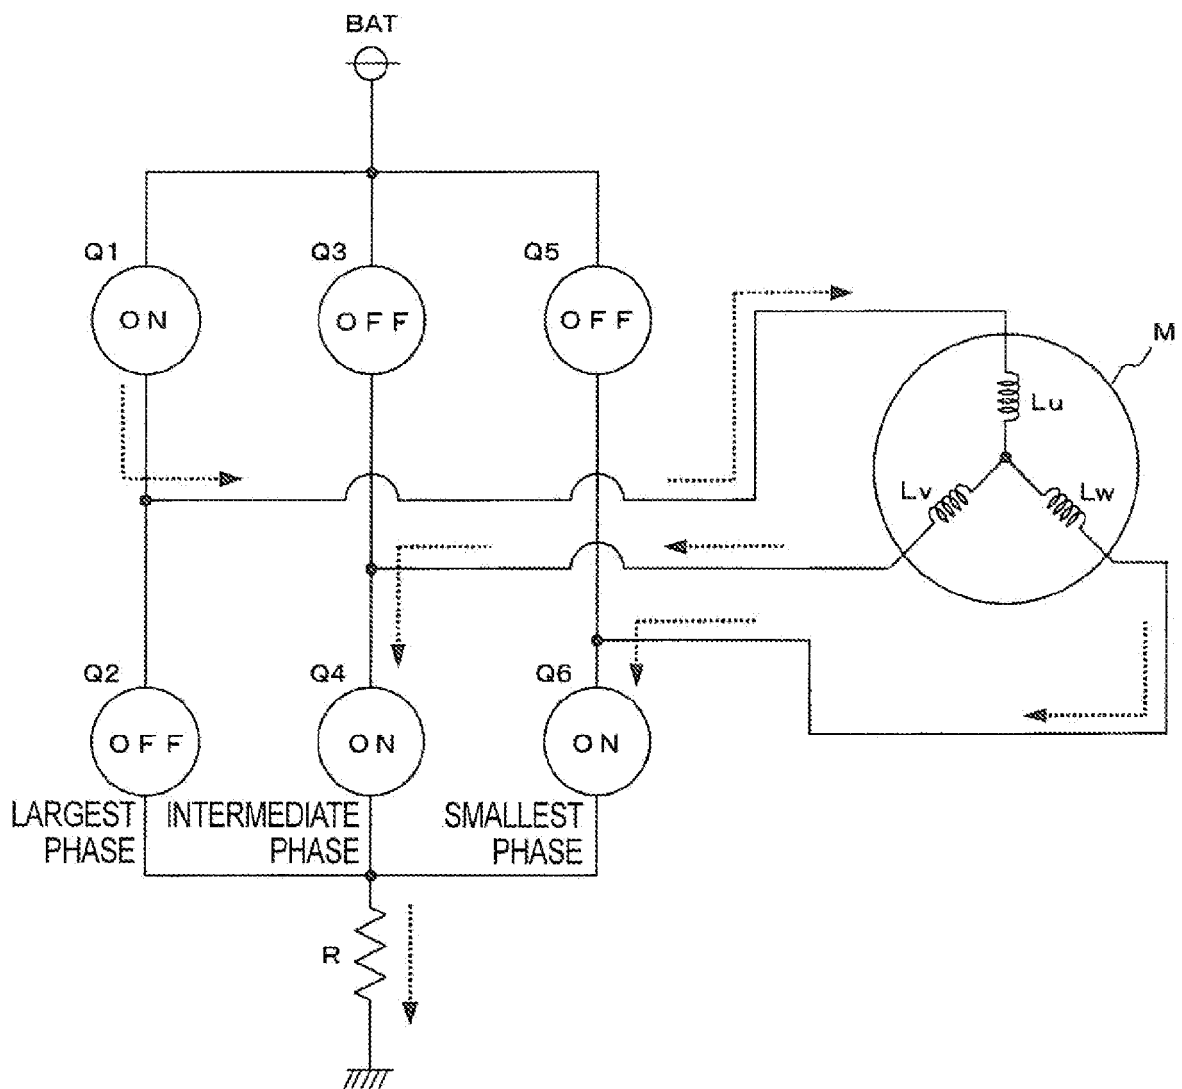 BAT
Q1
Q3
Q5
ON
OFF
OFF
M
Lu
Lv
Lw
Q2
Q4
Q6
OFF
ON
ON
LARGEST
PHASE
INTERMEDIATE
PHASE
SMALLEST
PHASE
R